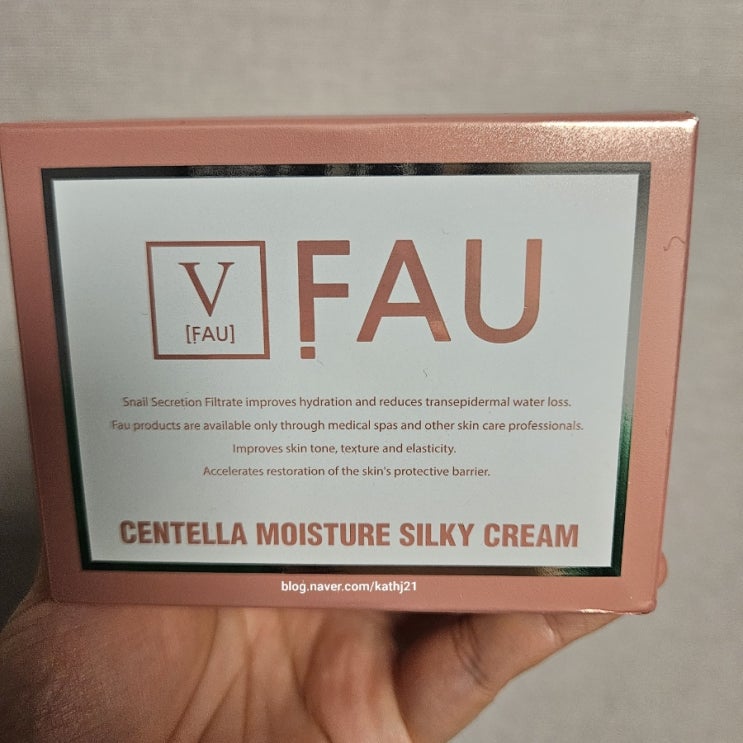 V
[FAU]
FAU
Snail Secretion Filtrate improves hydration and reduces transepidermal water loss.
Fau products are available only through medical spas and other skin care professionals.
Improves skin tone, texture and elasticity.
Accelerates restoration of the skin's protective barrier.
CENTELLA MOISTURE SILKY CREAM
blog.naver.com/kathj21